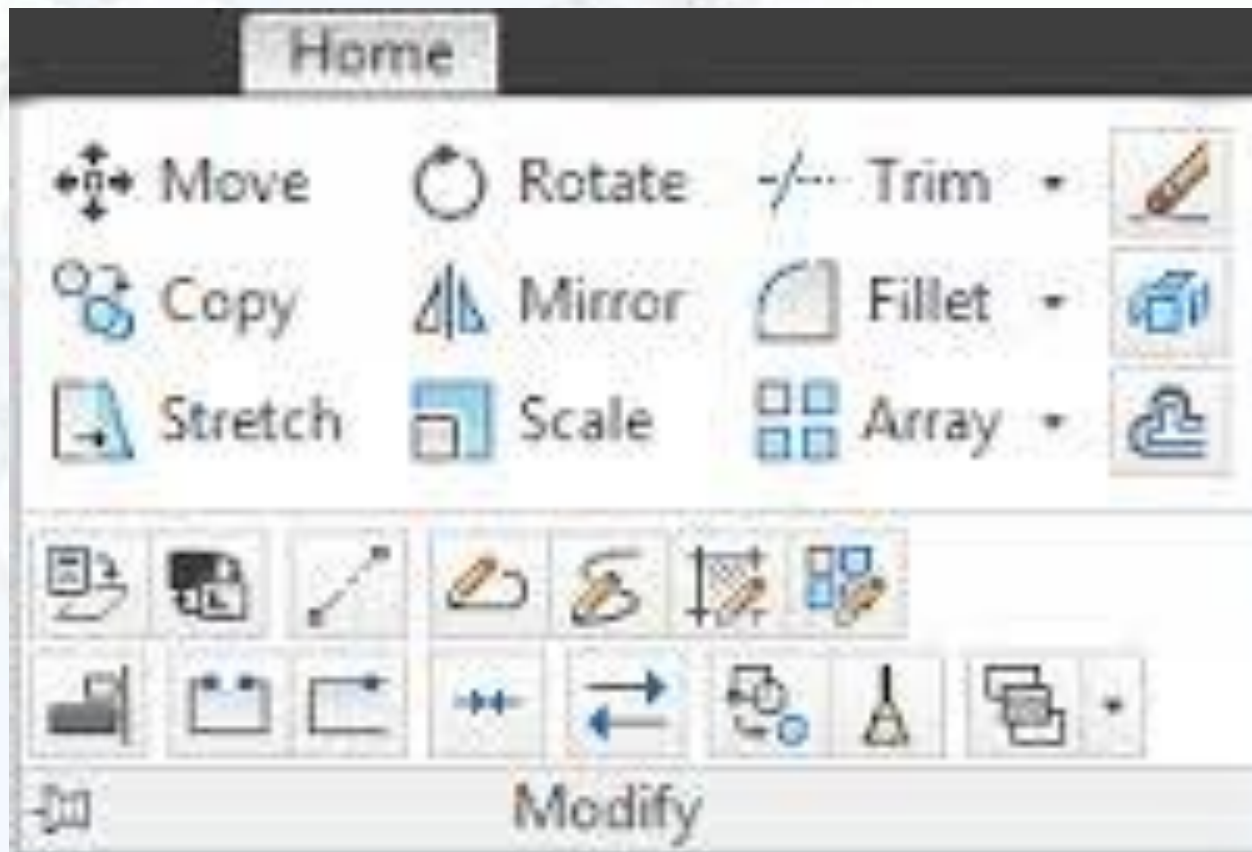 Home
Move Rotate Trim
Copy Mirror Fillet
Stretch Scale Array
Modify